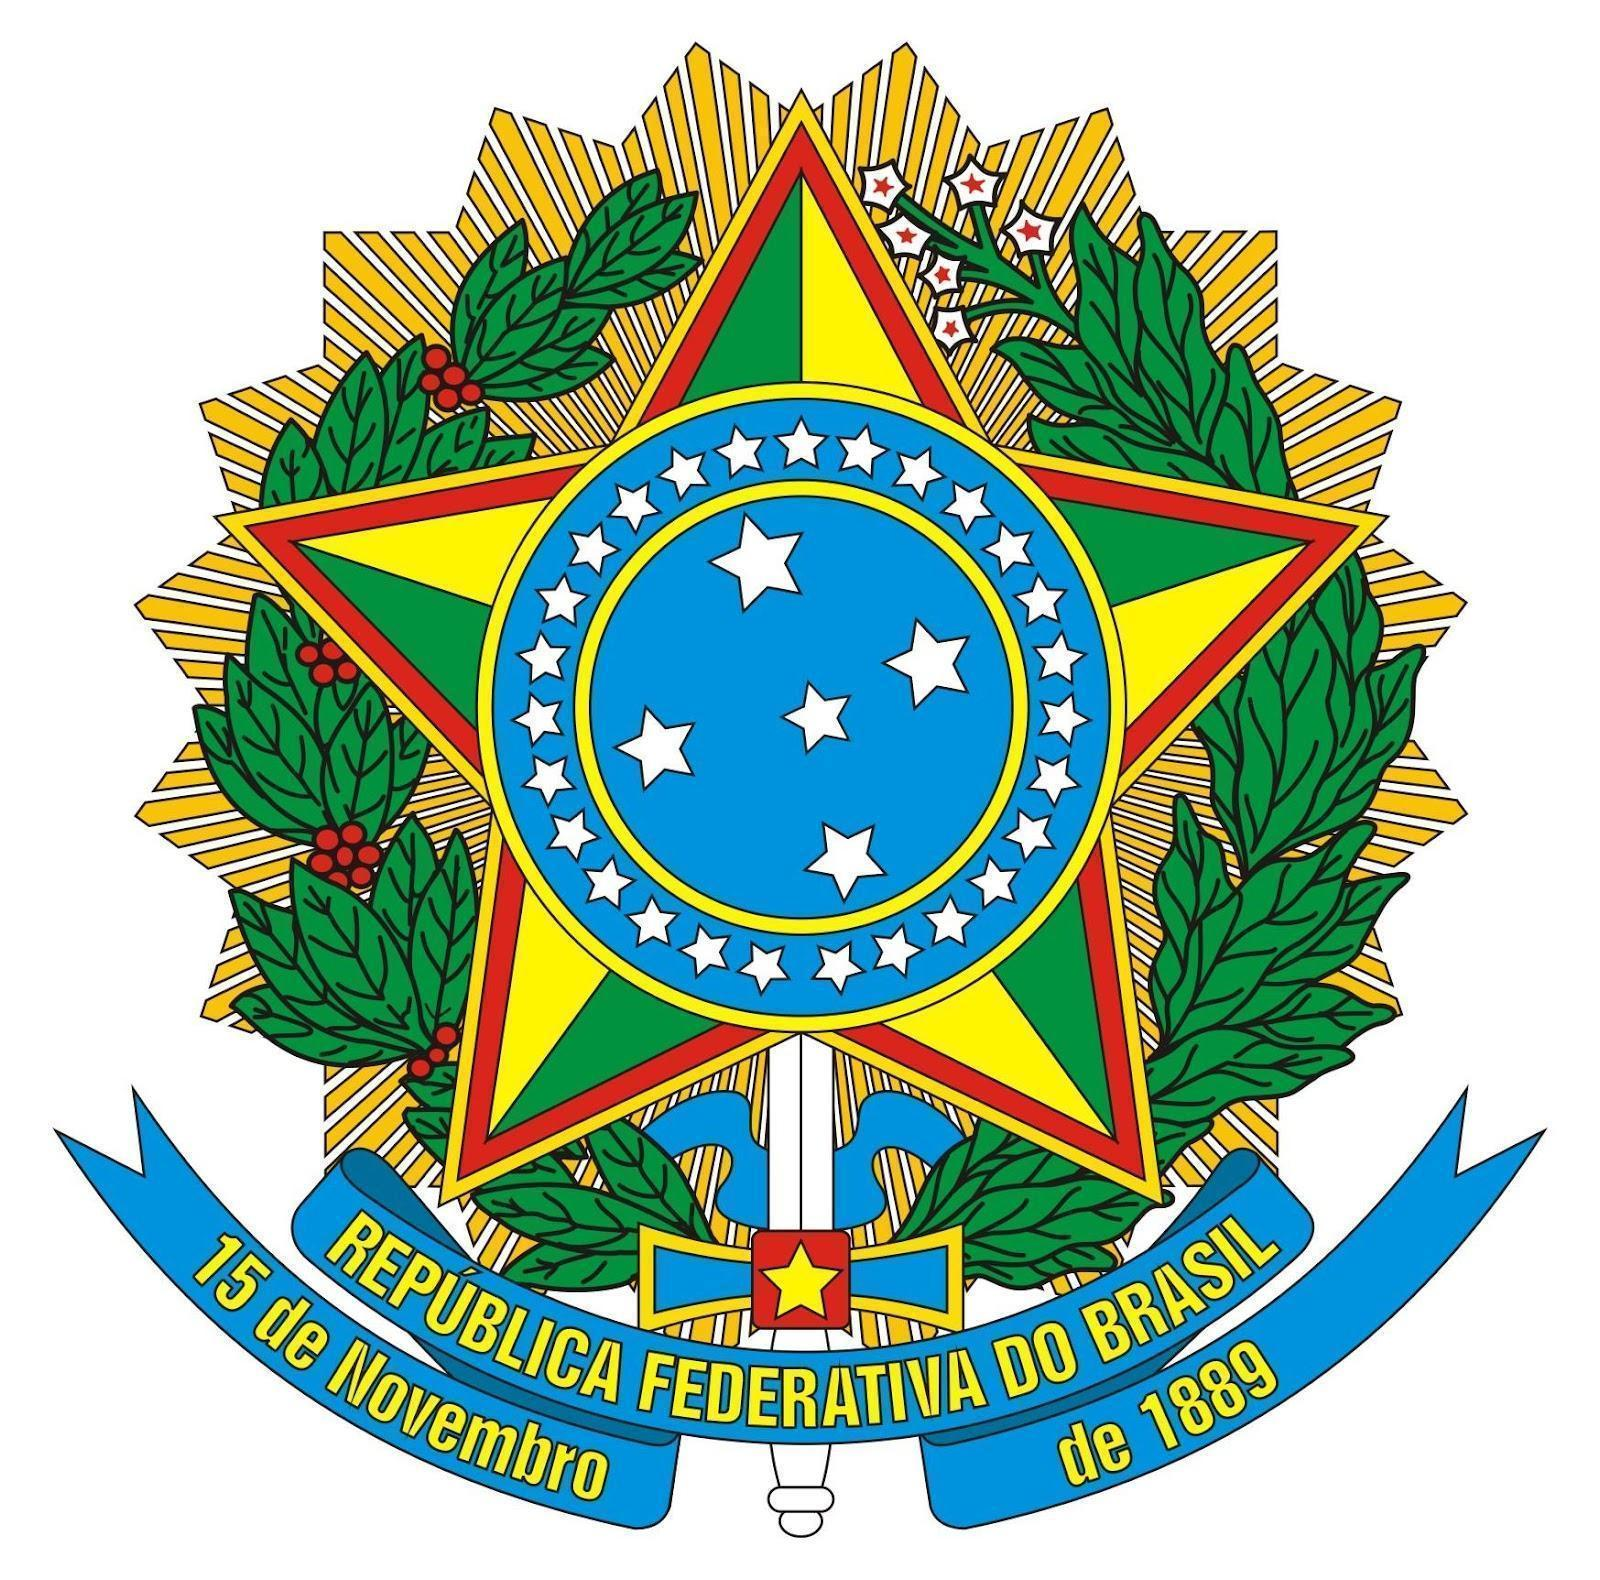 REPÚBLICA FEDERATIVA DO BRASIL
15 de Novembro
de 1889